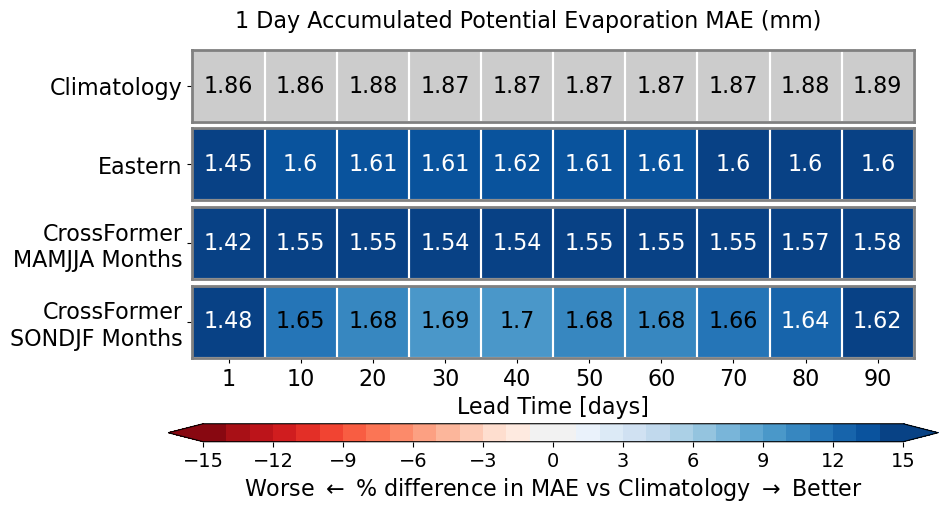 1 Day Accumulated Potential Evaporation MAE (mm)
Climatology 1.86 1.86 1.88 1.87 1.87 1.87 1.87 1.87 1.88 1.89
Eastern 1.45 1.6 1.61 1.61 1.62 1.61 1.61 1.6 1.6 1.6
CrossFormer
MAMJJA Months 1.42 1.55 1.55 1.54 1.54 1.55 1.55 1.55 1.57 1.58
CrossFormer
SONDJF Months 1.48 1.65 1.68 1.69 1.7 1.68 1.68 1.66 1.64 1.62
1 10 20 30 40 50 60 70 80 90
Lead Time [days]
−15 −12 −9 −6 −3 0 3 6 9 12 15
Worse ← % difference in MAE vs Climatology → Better